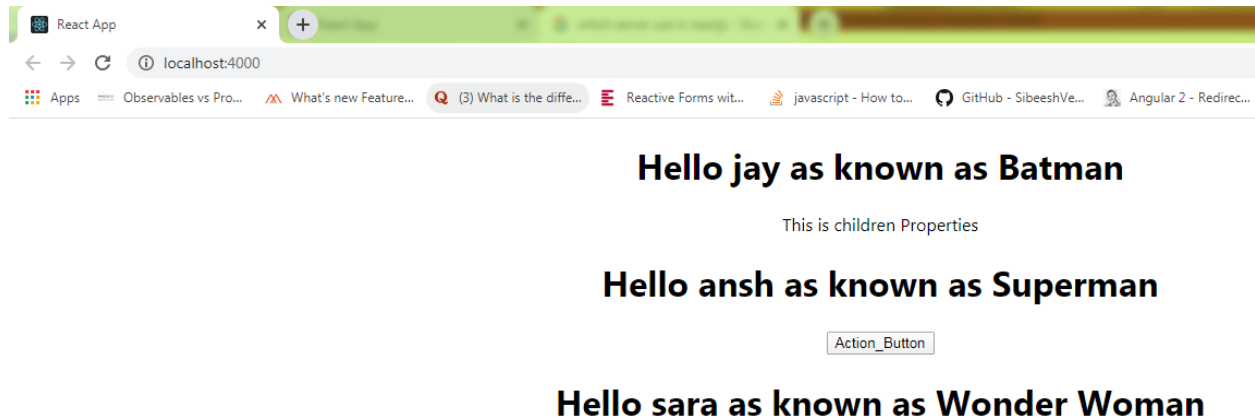 React App
localhost:4000
Apps Observables vs Pro... What's new Feature... (3) What is the diffe... Reactive Forms wit... javascript - How to... GitHub - SibeeshVe... Angular 2 - Redirec...
Hello jay as known as Batman
This is children Properties
Hello ansh as known as Superman
Action_Button
Hello sara as known as Wonder Woman